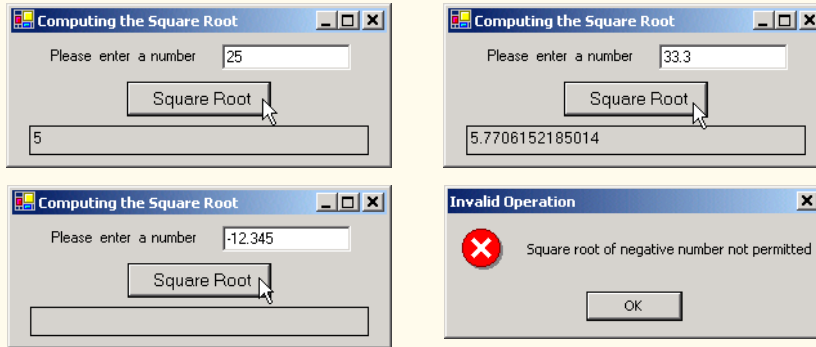 Computing the Square Root
Please enter a number 25
Square Root
5
Computing the Square Root
Please enter a number 33.3
Square Root
5.7706152185014
Computing the Square Root
Please enter a number -12.345
Square Root
Invalid Operation
Square root of negative number not permitted
OK